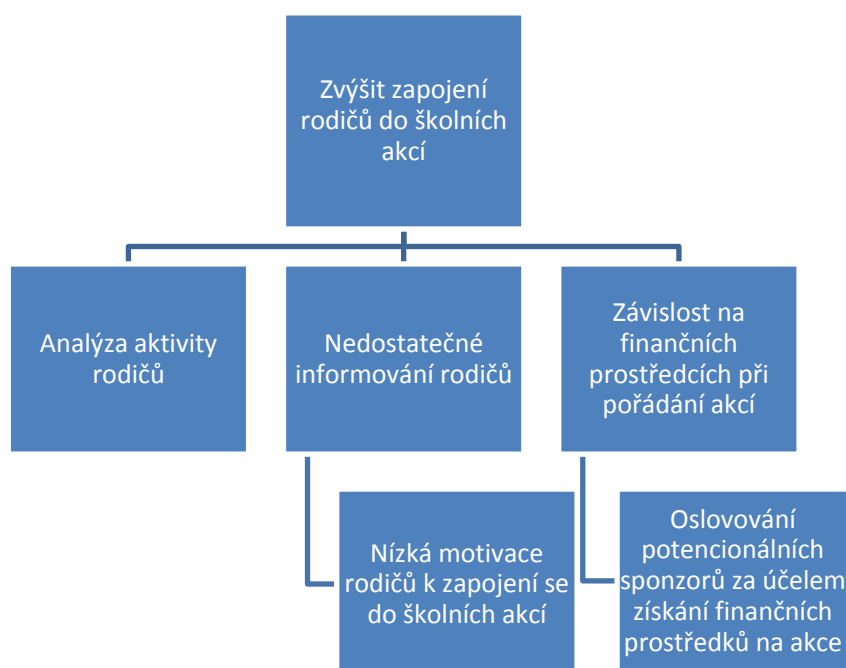 Zvýšit zapojení
rodičů do školních
akcí
Analýza aktivity
rodičů
Nedostatečné
informování rodičů
Závislost na
finančních
prostředcích při
pořádání akcí
Nízká motivace
rodičů k zapojení se
do školních akcí
Oslovování
potencionálních
sponzorů za účelem
získání finančních
prostředků na akce